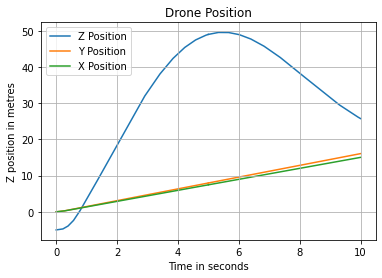 Drone Position
Z Position
Y Position
X Position
50
40
30
20
10
0
Z position in metres
0 2 4 6 8 10
Time in seconds